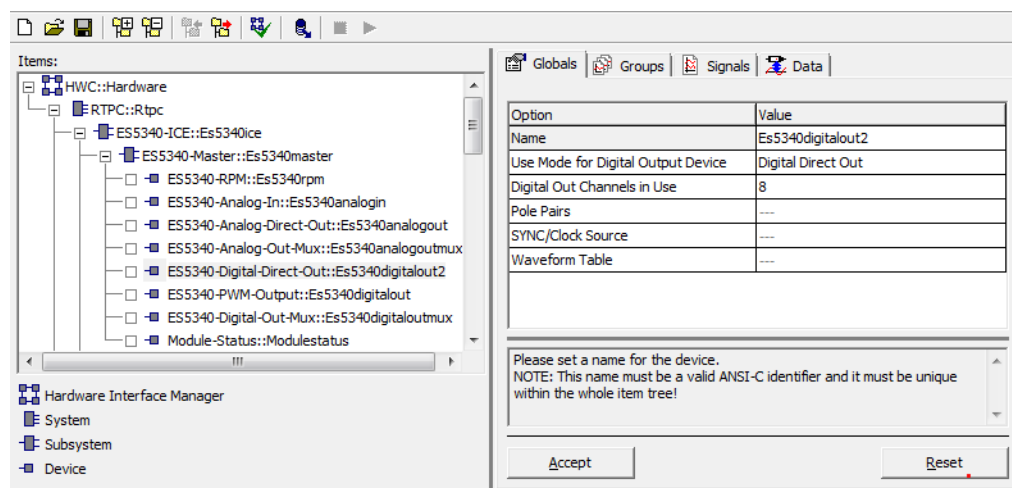 Items:
HWC::Hardware
RTPC::Rtpc
ES5340-ICE::Es5340ice
ES5340-Master::Es5340master
ES5340-RPM::Es5340rpm
ES5340-Analog-In::Es5340analogin
ES5340-Analog-Direct-Out::Es5340analogout
ES5340-Analog-Out-Mux::Es5340analogoutmux
ES5340-Digital-Direct-Out::Es5340digitalout2
ES5340-PWM-Output::Es5340digitalout
ES5340-Digital-Out-Mux::Es5340digitaloutmux
Module-Status::Modulestatus
Hardware Interface Manager
System
Subsystem
Device
Globals Groups Signals Data
Option Value
Name Es5340digitalout2
Use Mode for Digital Output Device Digital Direct Out
Digital Out Channels in Use 8
Pole Pairs ---
SYNC/Clock Source ---
Waveform Table ---
Please set a name for the device.
NOTE: This name must be a valid ANSI-C identifier and it must be unique
within the whole item tree!
Accept Reset